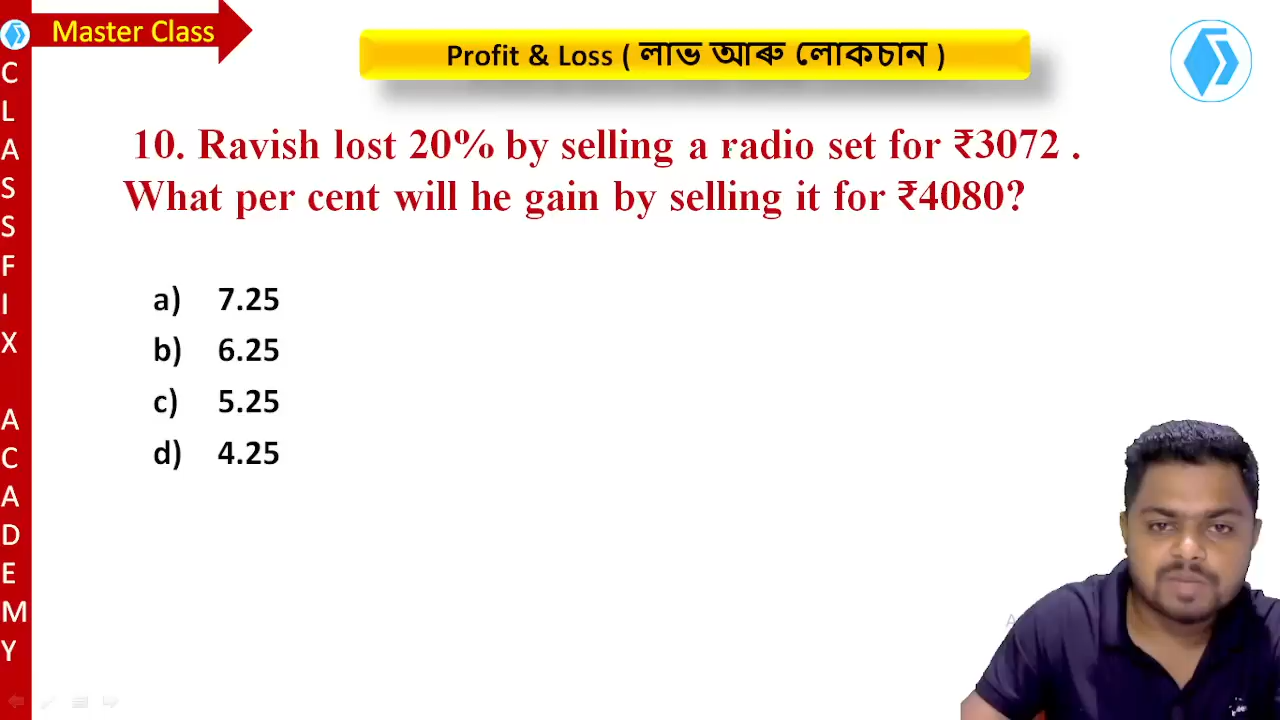 Master Class
CLASSFIX ACADEMY
Profit & Loss ( লাভ আৰু লোকচান )
10. Ravish lost 20% by selling a radio set for ₹3072 .
What per cent will he gain by selling it for ₹4080?
a) 7.25
b) 6.25
c) 5.25
d) 4.25